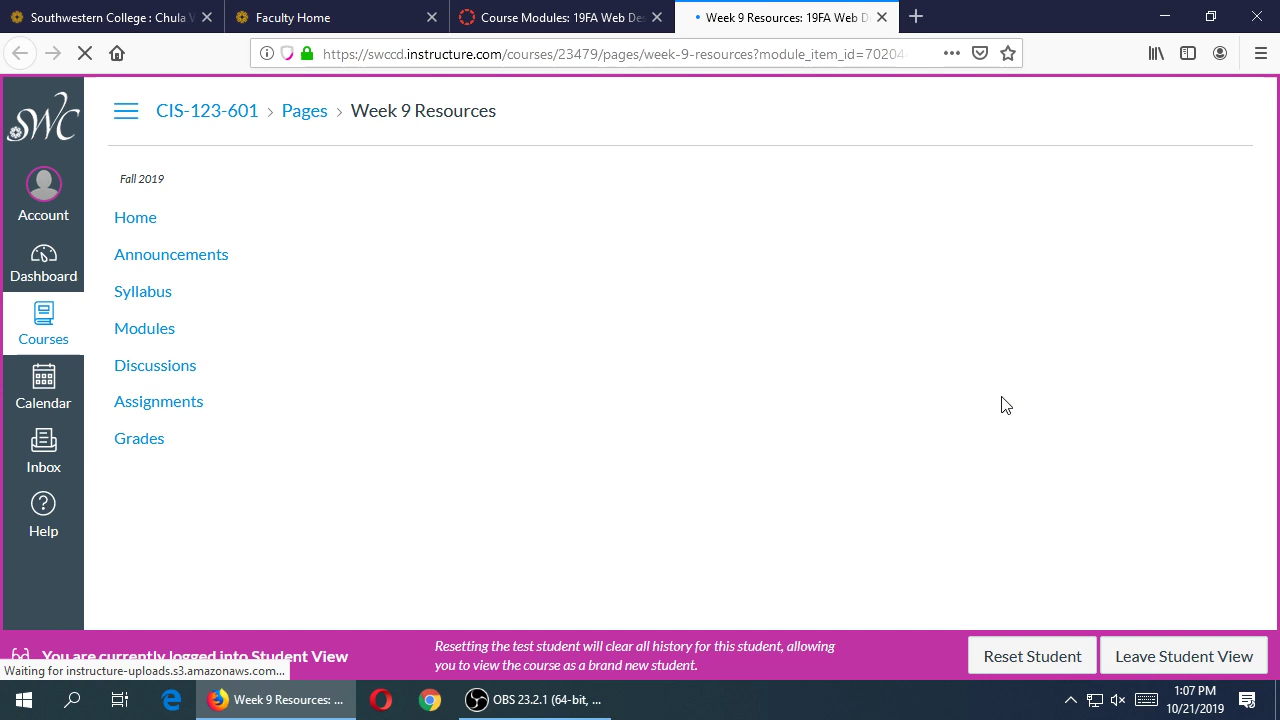 Southwestern College : Chula V
Faculty Home
Course Modules: 19FA Web Des
Week 9 Resources: 19FA Web D
https://swccd.instructure.com/courses/23479/pages/week-9-resources?module_item_id=70204
SWC
CIS-123-601 > Pages > Week 9 Resources
Fall 2019
Home
Announcements
Syllabus
Modules
Discussions
Assignments
Grades
Account
Dashboard
Courses
Calendar
Inbox
Help
You are currently logged into Student View
Resetting the test student will clear all history for this student, allowing
you to view the course as a brand new student.
Reset Student
Leave Student View
Waiting for instructure-uploads.s3.amazonaws.com...
Week 9 Resources: ...
OBS 23.2.1 (64-bit, ...
1:07 PM
10/21/2019